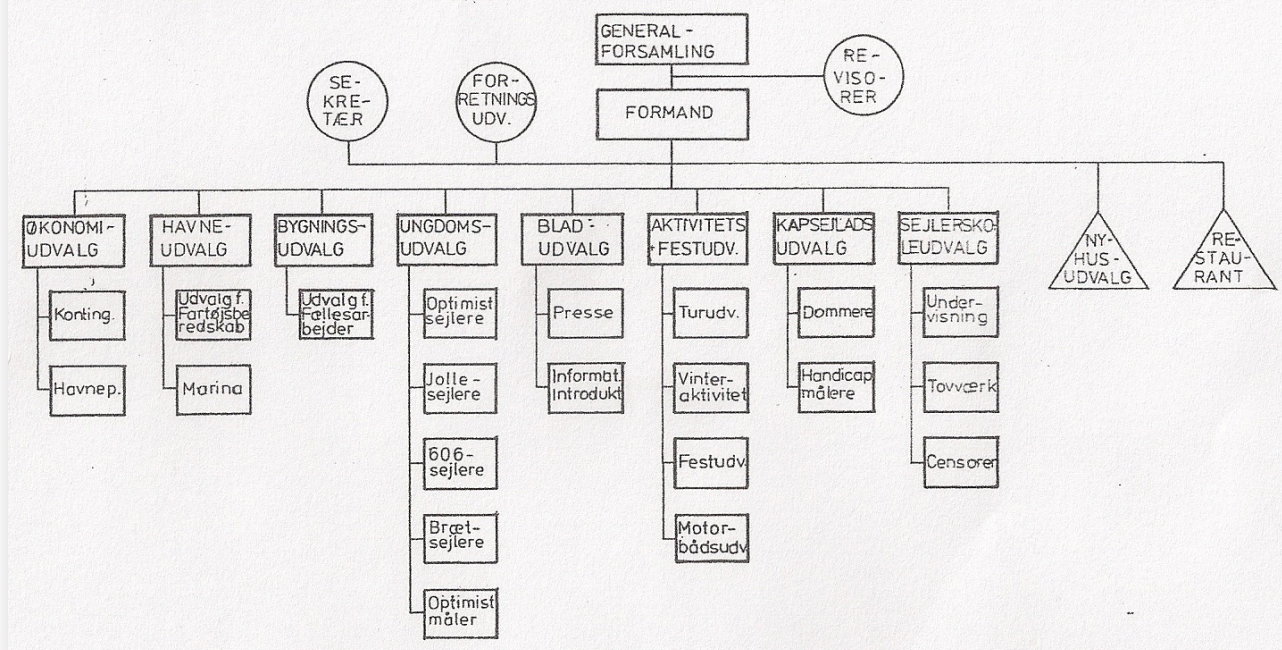 GENERAL-
FORSAMLING
RE-
VISO-
RER
SE-
KRE-
TÆR
FOR-
RETNINGS
UDV.
FORMAND
ØKONOMI-
UDVALG
HAVNE-
UDVALG
BYGNINGS-
UDVALG
UNGDOMS-
UDVALG
BLAD-
UDVALG
AKTIVITETS
+FESTUDV.
KAPSEJLADS
UDVALG
SEJLERSKO-
LEUDVALG
NY-
HUS-
UDVALG
RE-
STAU-
RANT
Konting.
Havnep.
Udvalg f.
Fartøjsbe
redskab
Marina
Udvalg f.
Fællesar-
bejder
Optimist
sejlere
Jolle-
sejlere
606-
sejlere
Bræt-
sejlere
Optimist
måler
Presse
Informat.
Introdukt
Turudv.
Vinter-
aktivitet
Festudv.
Motor-
bådsudv
Dommere
Handicap
målere
Under-
visning
Tovværk
Censorer